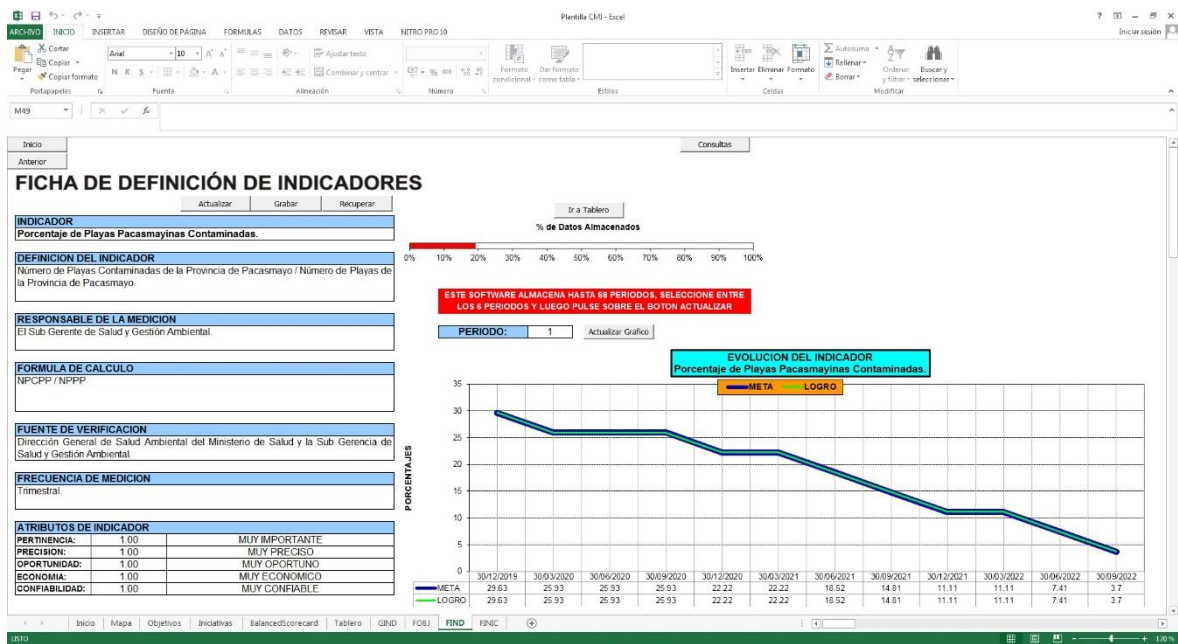 Plantilla CMI - Excel
ARCHIVO INICIO INSERTAR DISEÑO DE PÁGINA FÓRMULAS DATOS REVISAR VISTA NITRO PRO 10
Iniciar sesión
Pegar
Cortar
Copiar
Copiar formato
Portapapeles
Arial 10
N K S
Fuente
Ajustar texto
Combinar y centrar
Alineación
% 000
Número
Formato condicional
Dar formato como tabla
Estilos
Insertar Eliminar Formato
Celdas
Autosuma
Rellenar
Borrar
Ordenar y filtrar
Buscar y seleccionar
Modificar
M49
fx
Inicio
Anterior
Consultas
FICHA DE DEFINICIÓN DE INDICADORES
Actualizar Grabar Recuperar
INDICADOR
Porcentaje de Playas Pacasmayinas Contaminadas.
DEFINICION DEL INDICADOR
Número de Playas Contaminadas de la Provincia de Pacasmayo / Número de Playas de
la Provincia de Pacasmayo
RESPONSABLE DE LA MEDICION
El Sub Gerente de Salud y Gestión Ambiental.
FORMULA DE CALCULO
NPCPP / NPPP
FUENTE DE VERIFICACION
Dirección General de Salud Ambiental del Ministerio de Salud y la Sub Gerencia de
Salud y Gestión Ambiental.
FRECUENCIA DE MEDICION
Trimestral.
ATRIBUTOS DE INDICADOR
PERTINENCIA: 1.00 MUY IMPORTANTE
PRECISION: 1.00 MUY PRECISO
OPORTUNIDAD: 1.00 MUY OPORTUNO
ECONOMIA: 1.00 MUY ECONOMICO
CONFIABILIDAD: 1.00 MUY CONFIABLE
Ir a Tablero
% de Datos Almacenados
0% 10% 20% 30% 40% 50% 60% 70% 80% 90% 100%
ESTE SOFTWARE ALMACENA HASTA 68 PERIODOS, SELECCIONE ENTRE
LOS 6 PERIODOS Y LUEGO PULSE SOBRE EL BOTON ACTUALIZAR
PERIODO: 1 Actualizar Grafico
EVOLUCION DEL INDICADOR
Porcentaje de Playas Pacasmayinas Contaminadas.
META LOGRO
PORCENTAJES
35
30
25
20
15
10
5
0
30/12/2019 30/03/2020 30/06/2020 30/09/2020 30/12/2020 30/03/2021 30/06/2021 30/09/2021 30/12/2021 30/03/2022 30/06/2022 30/09/2022
META 29.63 25.93 25.93 25.93 22.22 22.22 18.52 14.81 11.11 11.11 7.41 3.7
LOGRO 29.63 25.93 25.93 25.93 22.22 22.22 18.52 14.81 11.11 11.11 7.41 3.7
Inicio Mapa Objetivos Iniciativas BalancedScorecard Tablero GIND FOBJ FIND FINIC
LISTO
120 %